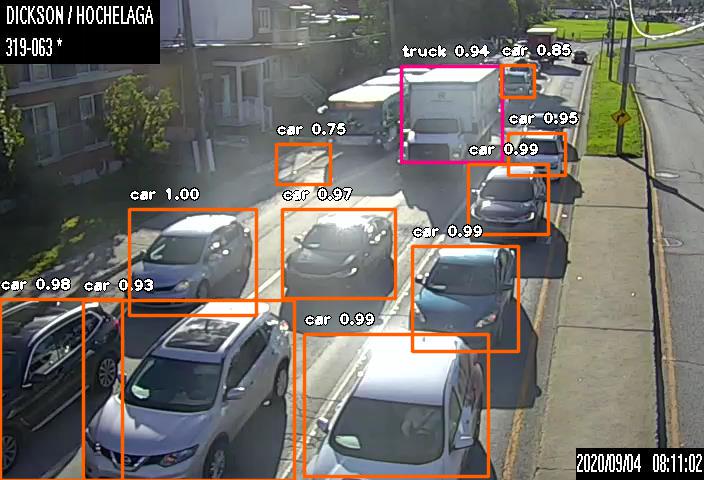 DICKSON / HOCHELAGA
319-063 *
truck 0.94
car 0.85
car 0.95
car 0.75
car 0.99
car 1.00
car 0.97
car 0.99
car 0.98
car 0.93
car 0.99
2020/09/04 08:11:02